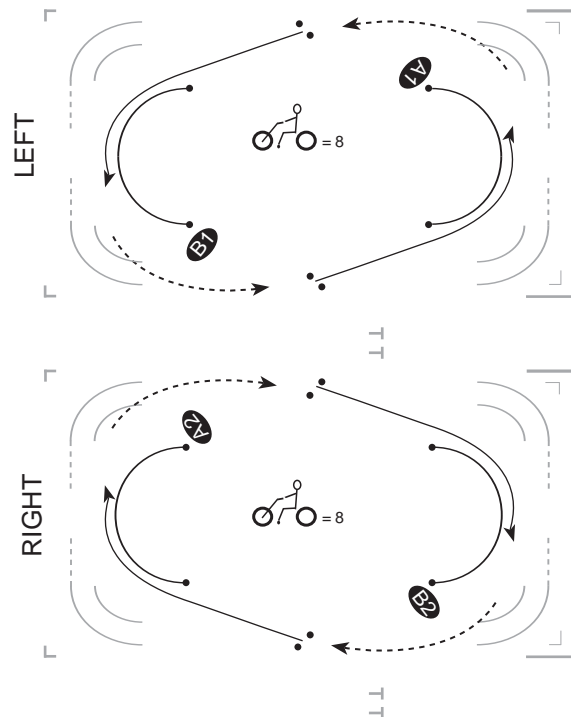 LEFT
A1
= 8
B1
RIGHT
A2
= 8
B2